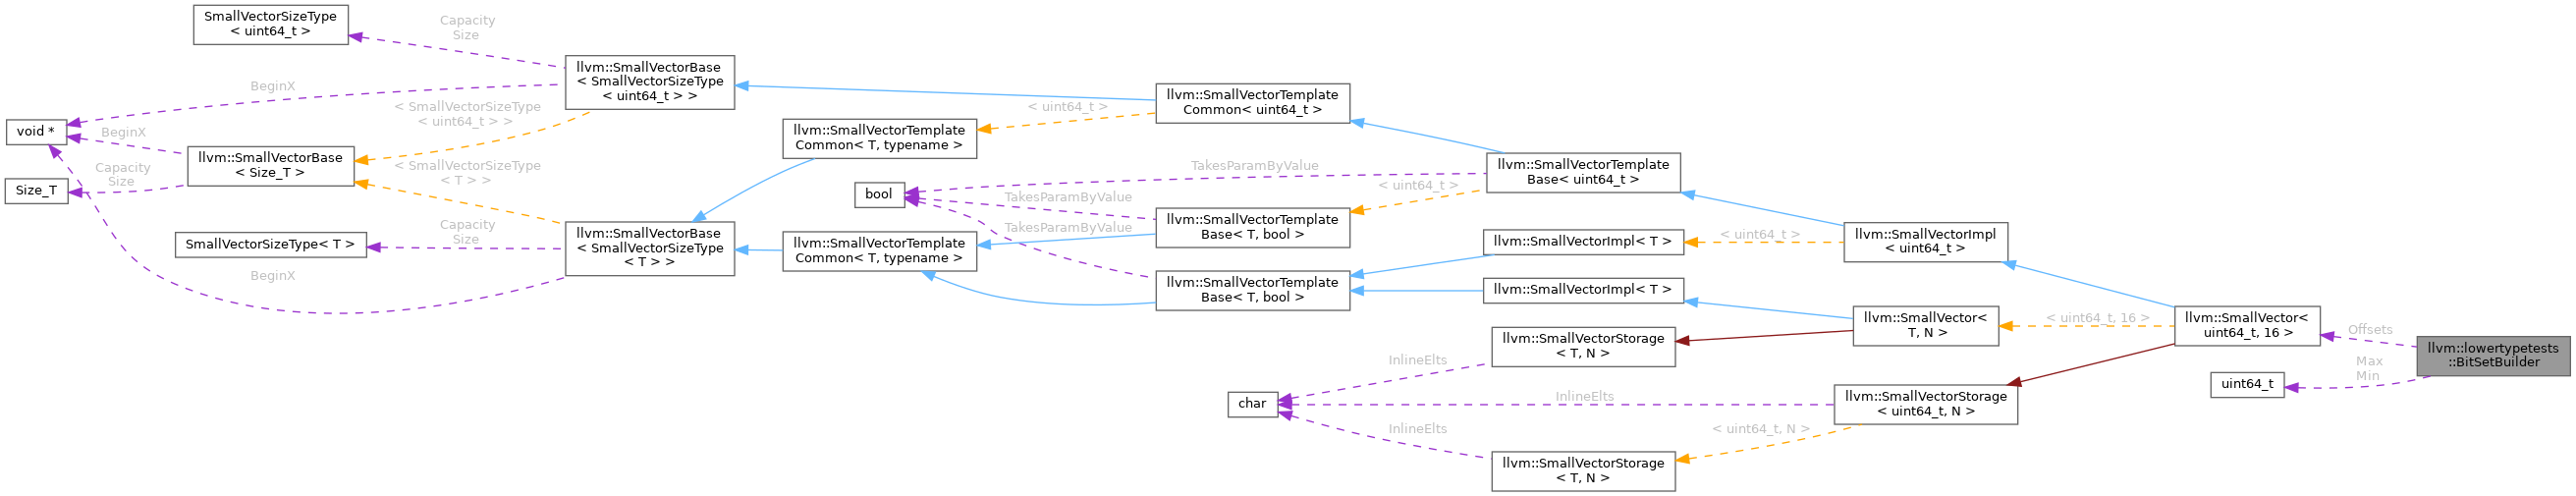 SmallVectorSizeType
< uint64_t >
Capacity
Size
llvm::SmallVectorBase
< SmallVectorSizeType
< uint64_t > >
BeginX
< SmallVectorSizeType
< uint64_t > >
void *
BeginX
llvm::SmallVectorBase
< Size_T >
Capacity
Size
Size_T
< SmallVectorSizeType
< T > >
SmallVectorSizeType< T >
Capacity
Size
llvm::SmallVectorBase
< SmallVectorSizeType
< T > >
BeginX
llvm::SmallVectorTemplate
Common< T, typename >
< uint64_t >
llvm::SmallVectorTemplate
Common< uint64_t >
llvm::SmallVectorTemplate
Common< T, typename >
bool
TakesParamByValue
TakesParamByValue
TakesParamByValue
llvm::SmallVectorTemplate
Base< uint64_t >
< uint64_t >
llvm::SmallVectorTemplate
Base< T, bool >
llvm::SmallVectorTemplate
Base< T, bool >
llvm::SmallVectorImpl< T >
< uint64_t >
llvm::SmallVectorImpl
< uint64_t >
llvm::SmallVectorImpl< T >
llvm::SmallVector<
T, N >
< uint64_t, 16 >
llvm::SmallVector<
uint64_t, 16 >
Offsets
llvm::lowertypetests
::BitSetBuilder
Max
Min
uint64_t
llvm::SmallVectorStorage
< T, N >
InlineElts
char
InlineElts
llvm::SmallVectorStorage
< uint64_t, N >
InlineElts
< uint64_t, N >
llvm::SmallVectorStorage
< T, N >